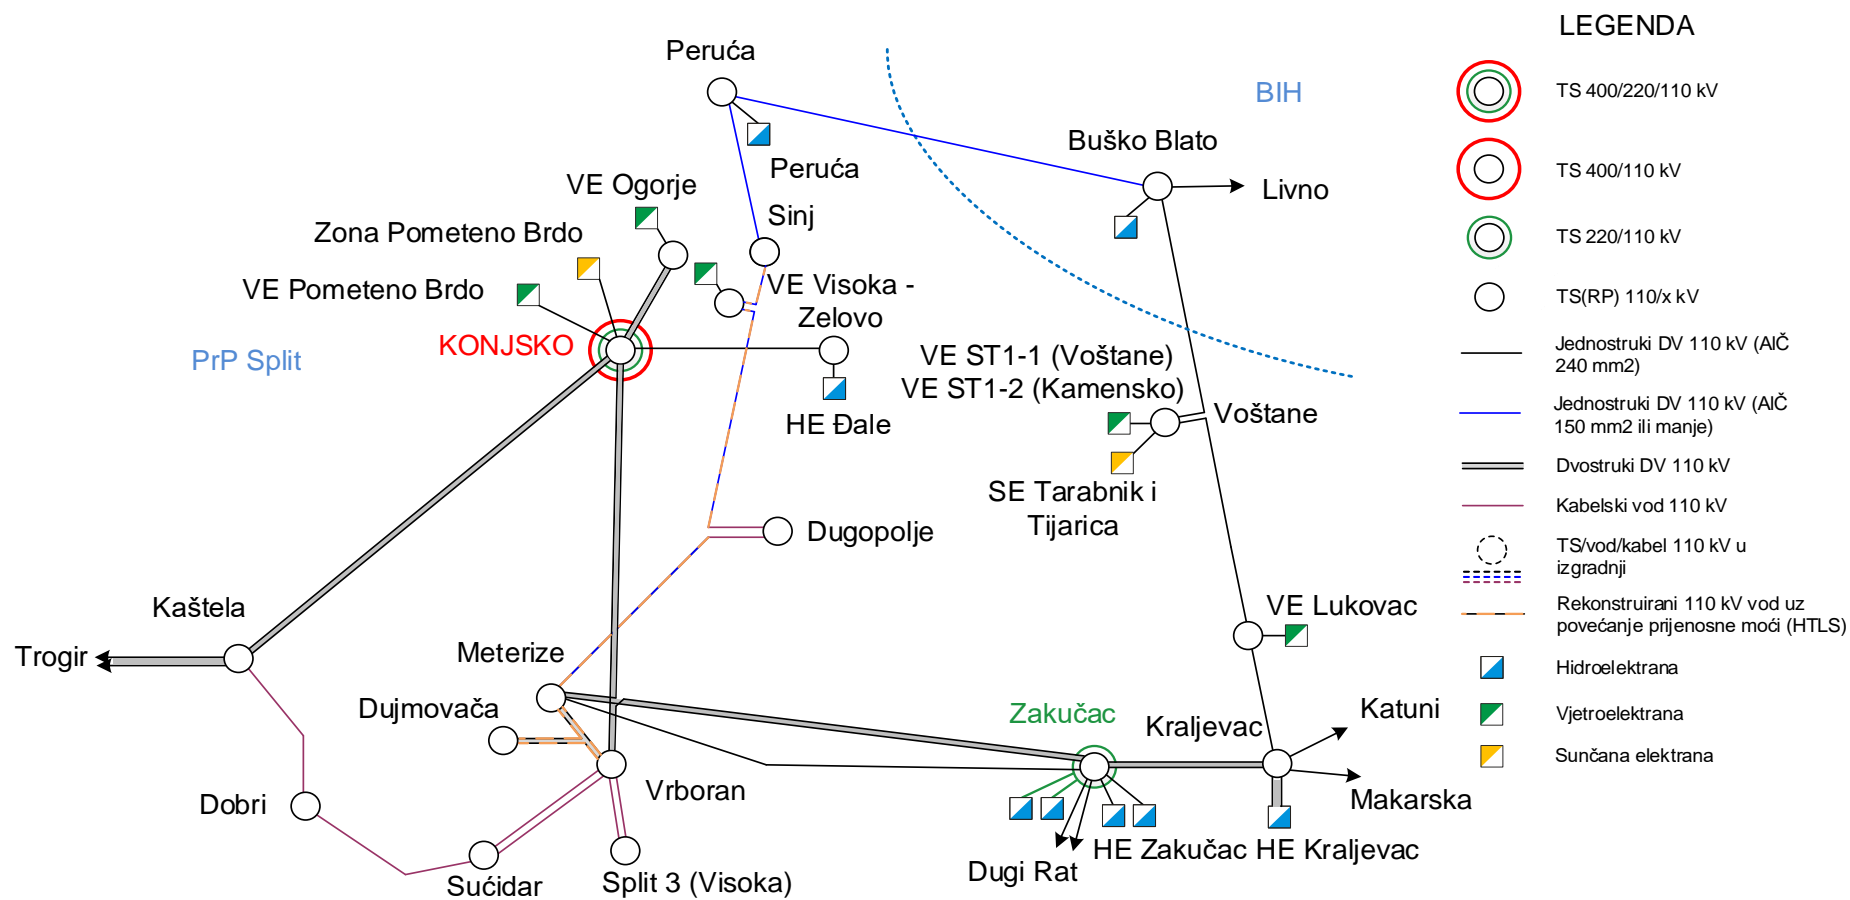 LEGENDA
Peruća
BIH
TS 400/220/110 kV
Buško Blato
Peruća
TS 400/110 kV
VE Ogorje
Livno
Sinj
Zona Pometeno Brdo
TS 220/110 kV
VE Pometeno Brdo
VE Visoka -
Zelovo
TS(RP) 110/x kV
KONJSKO
PrP Split
VE ST1-1 (Voštane)
VE ST1-2 (Kamensko)
Jednostruki DV 110 kV (AlČ
240 mm2)
HE Đale
Voštane
Jednostruki DV 110 kV (AlČ
150 mm2 ili manje)
Dvostruki DV 110 kV
SE Tarabnik i
Tijarica
Kabelski vod 110 kV
Dugopolje
TS/vod/kabel 110 kV u
izgradnji
Kaštela
VE Lukovac
Rekonstruirani 110 kV vod uz
povećanje prijenosne moći (HTLS)
Trogir
Meterize
Hidroelektrana
Dujmovača
Zakučac
Kraljevac
Katuni
Vjetroelektrana
Sunčana elektrana
Dobri
Vrboran
Makarska
HE Zakučac
HE Kraljevac
Dugi Rat
Sućidar
Split 3 (Visoka)